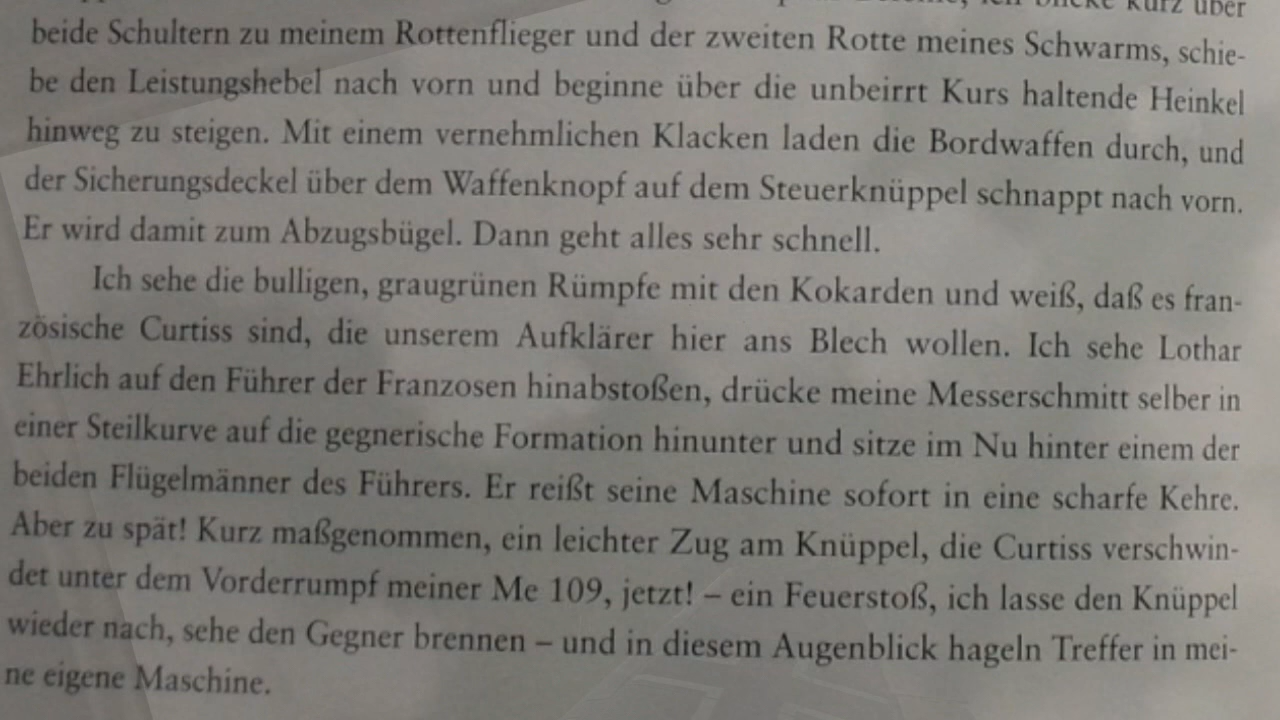 kurz über
beide Schultern zu meinem Rottenflieger und der zweiten Rotte meines Schwarms, schie-
be den Leistungshebel nach vorn und beginne über die unbeirrt Kurs haltende Heinkel
hinweg zu steigen. Mit einem vernehmlichen Klacken laden die Bordwaffen durch, und
der Sicherungsdeckel über dem Waffenknopf auf dem Steuerknüppel schnappt nach vorn.
Er wird damit zum Abzugsbügel. Dann geht alles sehr schnell.
Ich sehe die bulligen, graugrünen Rümpfe mit den Kokarden und weiß, daß es fran-
zösische Curtiss sind, die unserem Aufklärer hier ans Blech wollen. Ich sehe Lothar
Ehrlich auf den Führer der Franzosen hinabstoßen, drücke meine Messerschmitt selber in
einer Steilkurve auf die gegnerische Formation hinunter und sitze im Nu hinter einem der
beiden Flügelmänner des Führers. Er reißt seine Maschine sofort in eine scharfe Kehre.
Aber zu spät! Kurz maßgenommen, ein leichter Zug am Knüppel, die Curtiss verschwin-
det unter dem Vorderrumpf meiner Me 109, jetzt! – ein Feuerstoß, ich lasse den Knüppel
wieder nach, sehe den Gegner brennen – und in diesem Augenblick hageln Treffer in mei-
ne eigene Maschine.